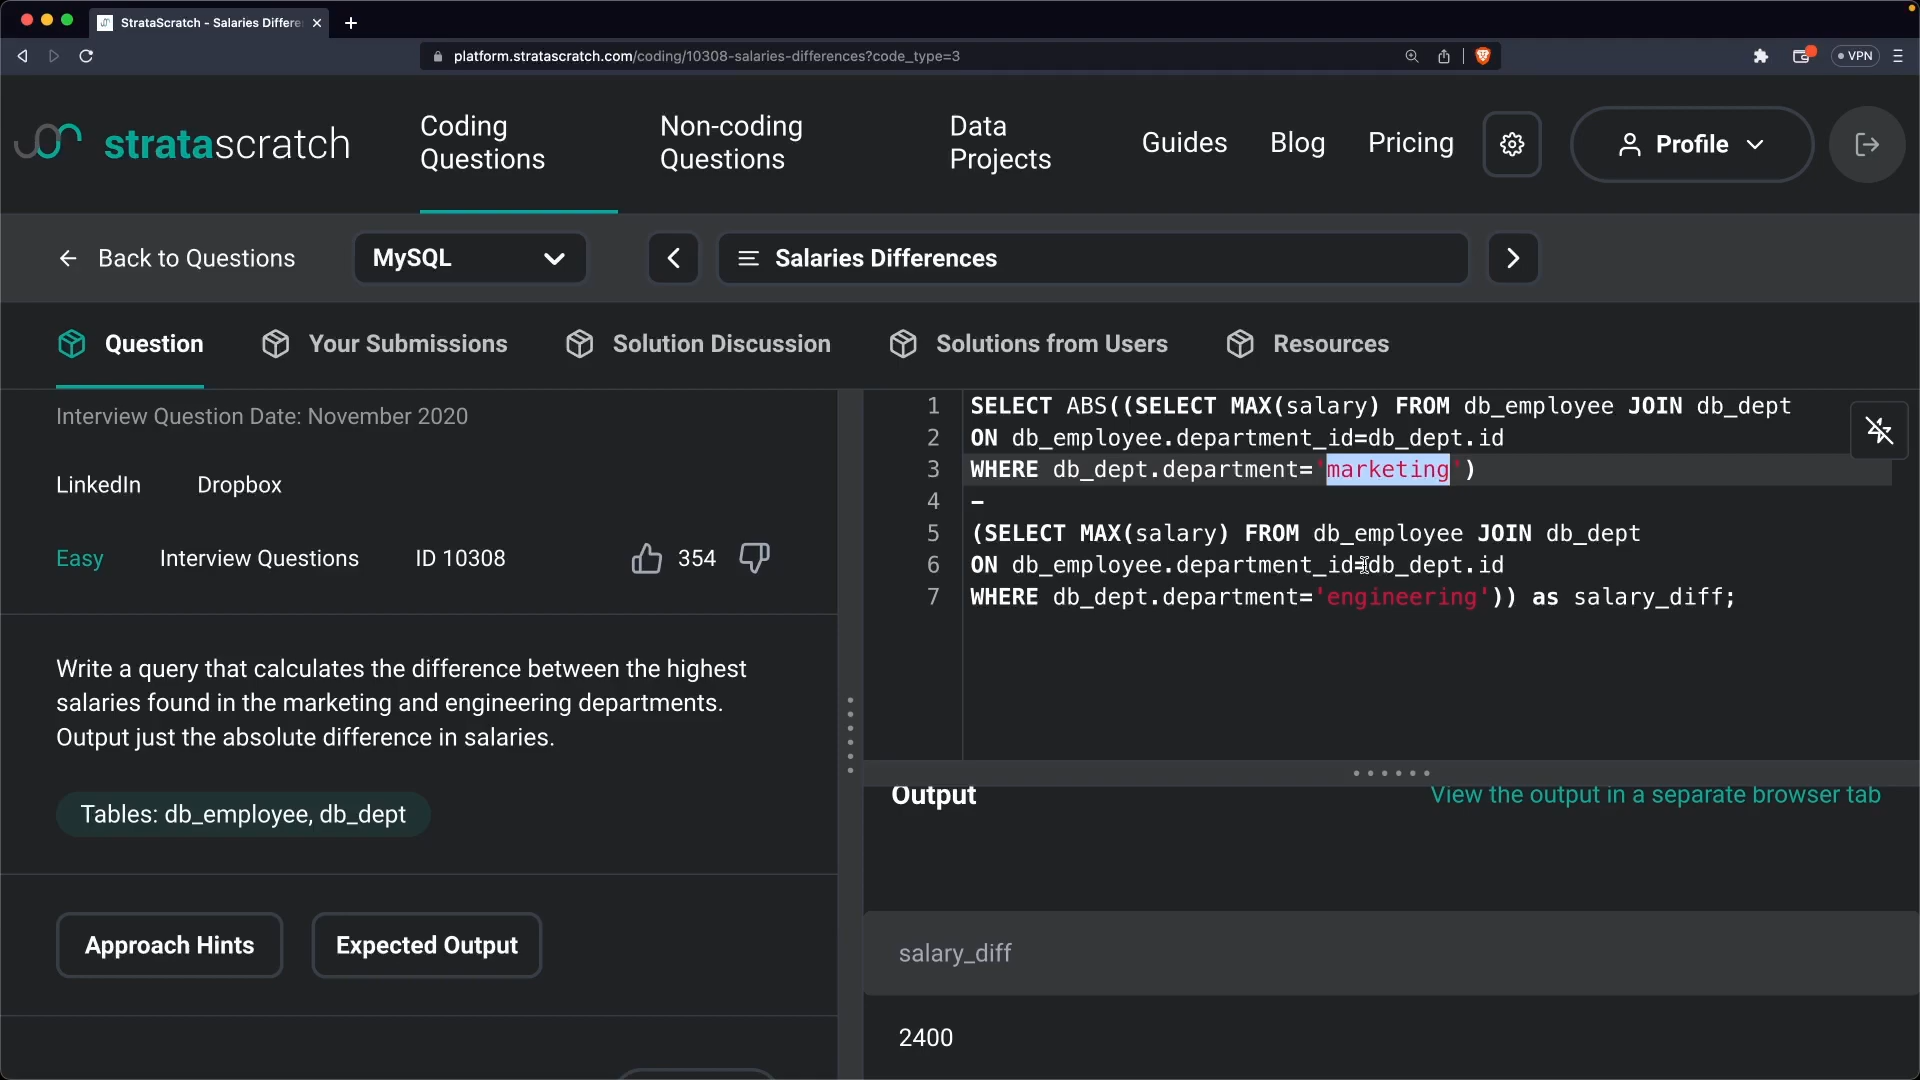 StrataScratch - Salaries Differe
platform.stratascratch.com/coding/10308-salaries-differences?code_type=3
VPN
stratascratch
Coding Questions
Non-coding Questions
Data Projects
Guides
Blog
Pricing
Profile
Back to Questions
MySQL
Salaries Differences
Question
Your Submissions
Solution Discussion
Solutions from Users
Resources
Interview Question Date: November 2020
LinkedIn Dropbox
Easy Interview Questions ID 10308 354
Write a query that calculates the difference between the highest
salaries found in the marketing and engineering departments.
Output just the absolute difference in salaries.
Tables: db_employee, db_dept
Approach Hints
Expected Output
1 SELECT ABS((SELECT MAX(salary) FROM db_employee JOIN db_dept
2 ON db_employee.department_id=db_dept.id
3 WHERE db_dept.department='marketing')
4 -
5 (SELECT MAX(salary) FROM db_employee JOIN db_dept
6 ON db_employee.department_id=db_dept.id
7 WHERE db_dept.department='engineering')) as salary_diff;
Output
View the output in a separate browser tab
salary_diff
2400